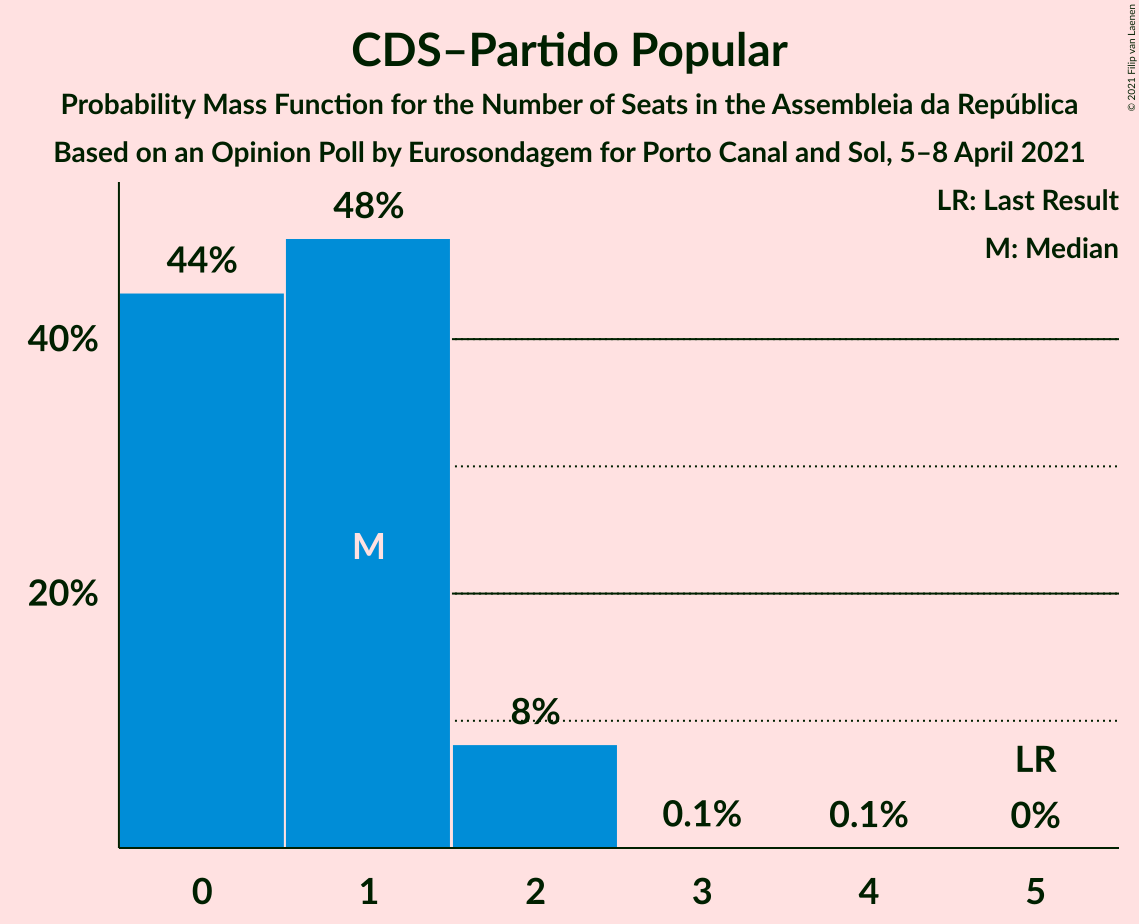 CDS–Partido Popular
Probability Mass Function for the Number of Seats in the Assembleia da República
Based on an Opinion Poll by Eurosondagem for Porto Canal and Sol, 5–8 April 2021
© 2021 Filip van Laenen
LR: Last Result
M: Median
48%
44%
40%
M
20%
8%
LR
0.1%
0.1%
0%
0 1 2 3 4 5